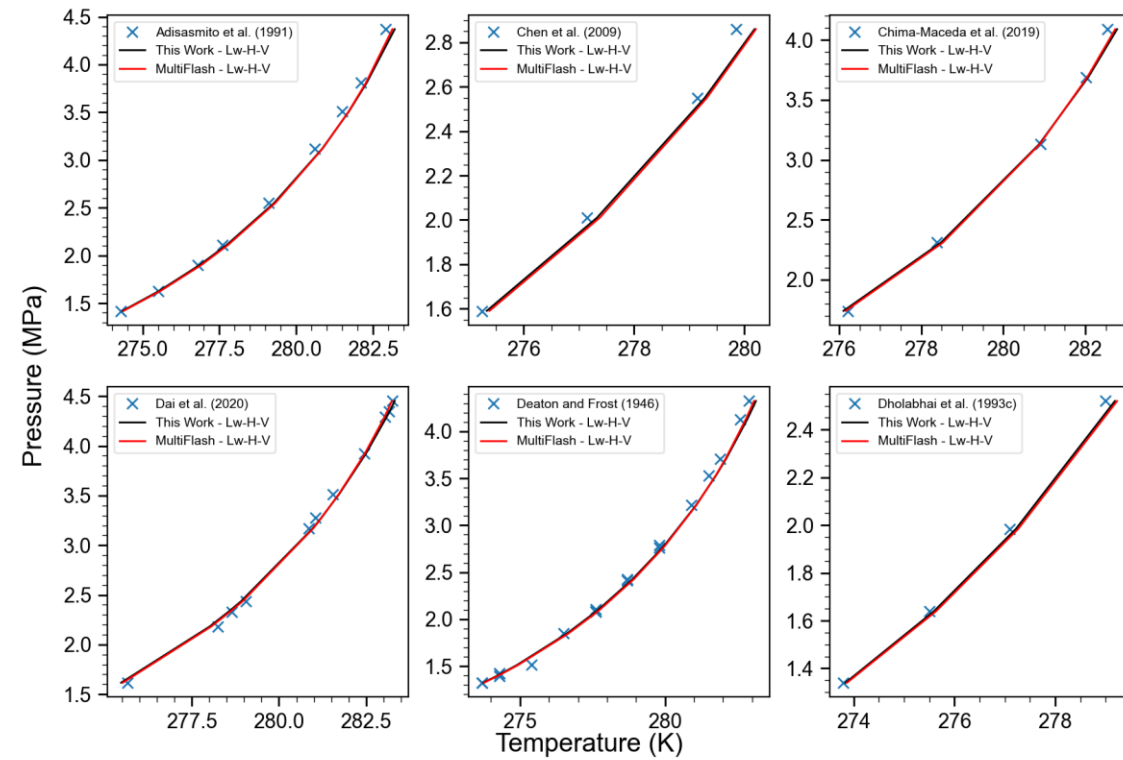 Adisasmito et al. (1991)
This Work - Lw-H-V
MultiFlash - Lw-H-V
4.5
4.0
3.5
3.0
2.5
2.0
1.5
275.0 277.5 280.0 282.5
Chen et al. (2009)
This Work - Lw-H-V
MultiFlash - Lw-H-V
2.8
2.6
2.4
2.2
2.0
1.8
1.6
276 278 280
Chima-Maceda et al. (2019)
This Work - Lw-H-V
MultiFlash - Lw-H-V
4.0
3.5
3.0
2.5
2.0
276 278 280 282
Pressure (MPa)
Dai et al. (2020)
This Work - Lw-H-V
MultiFlash - Lw-H-V
4.5
4.0
3.5
3.0
2.5
2.0
1.5
277.5 280.0 282.5
Deaton and Frost (1946)
This Work - Lw-H-V
MultiFlash - Lw-H-V
4.0
3.5
3.0
2.5
2.0
1.5
275 280
Dholabhai et al. (1993c)
This Work - Lw-H-V
MultiFlash - Lw-H-V
2.4
2.2
2.0
1.8
1.6
1.4
274 276 278
Temperature (K)